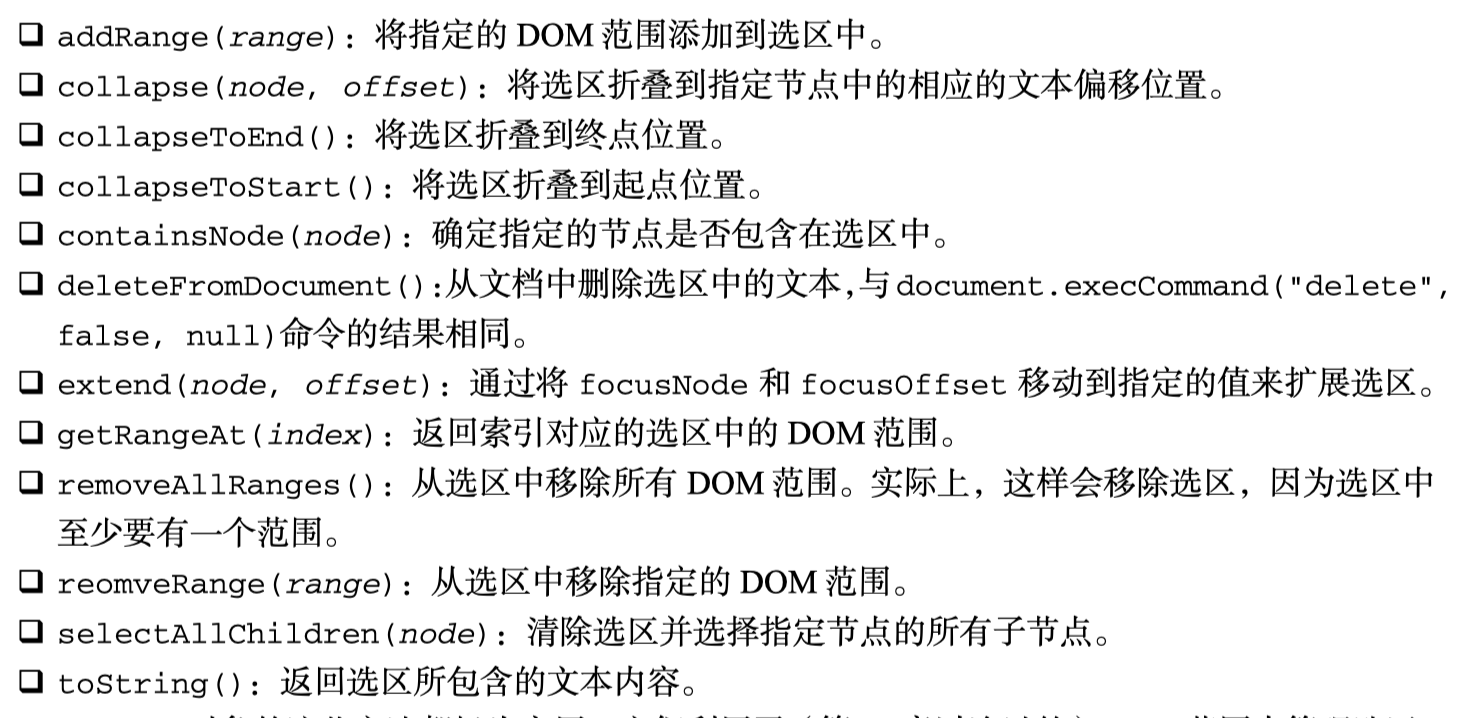 ❑ addRange(range)：将指定的 DOM 范围添加到选区中。
❑ collapse(node, offset)：将选区折叠到指定节点中的相应的文本偏移位置。
❑ collapseToEnd()：将选区折叠到终点位置。
❑ collapseToStart()：将选区折叠到起点位置。
❑ containsNode(node)：确定指定的节点是否包含在选区中。
❑ deleteFromDocument()：从文档中删除选区中的文本，与document.execCommand("delete",
false, null)命令的结果相同。
❑ extend(node, offset)：通过将 focusNode 和 focusOffset 移动到指定的值来扩展选区。
❑ getRangeAt(index)：返回索引对应的选区中的 DOM 范围。
❑ removeAllRanges()：从选区中移除所有 DOM 范围。实际上，这样会移除选区，因为选区中
至少要有一个范围。
❑ reomveRange(range)：从选区中移除指定的 DOM 范围。
❑ selectAllChildren(node)：清除选区并选择指定节点的所有子节点。
❑ toString()：返回选区所包含的文本内容。